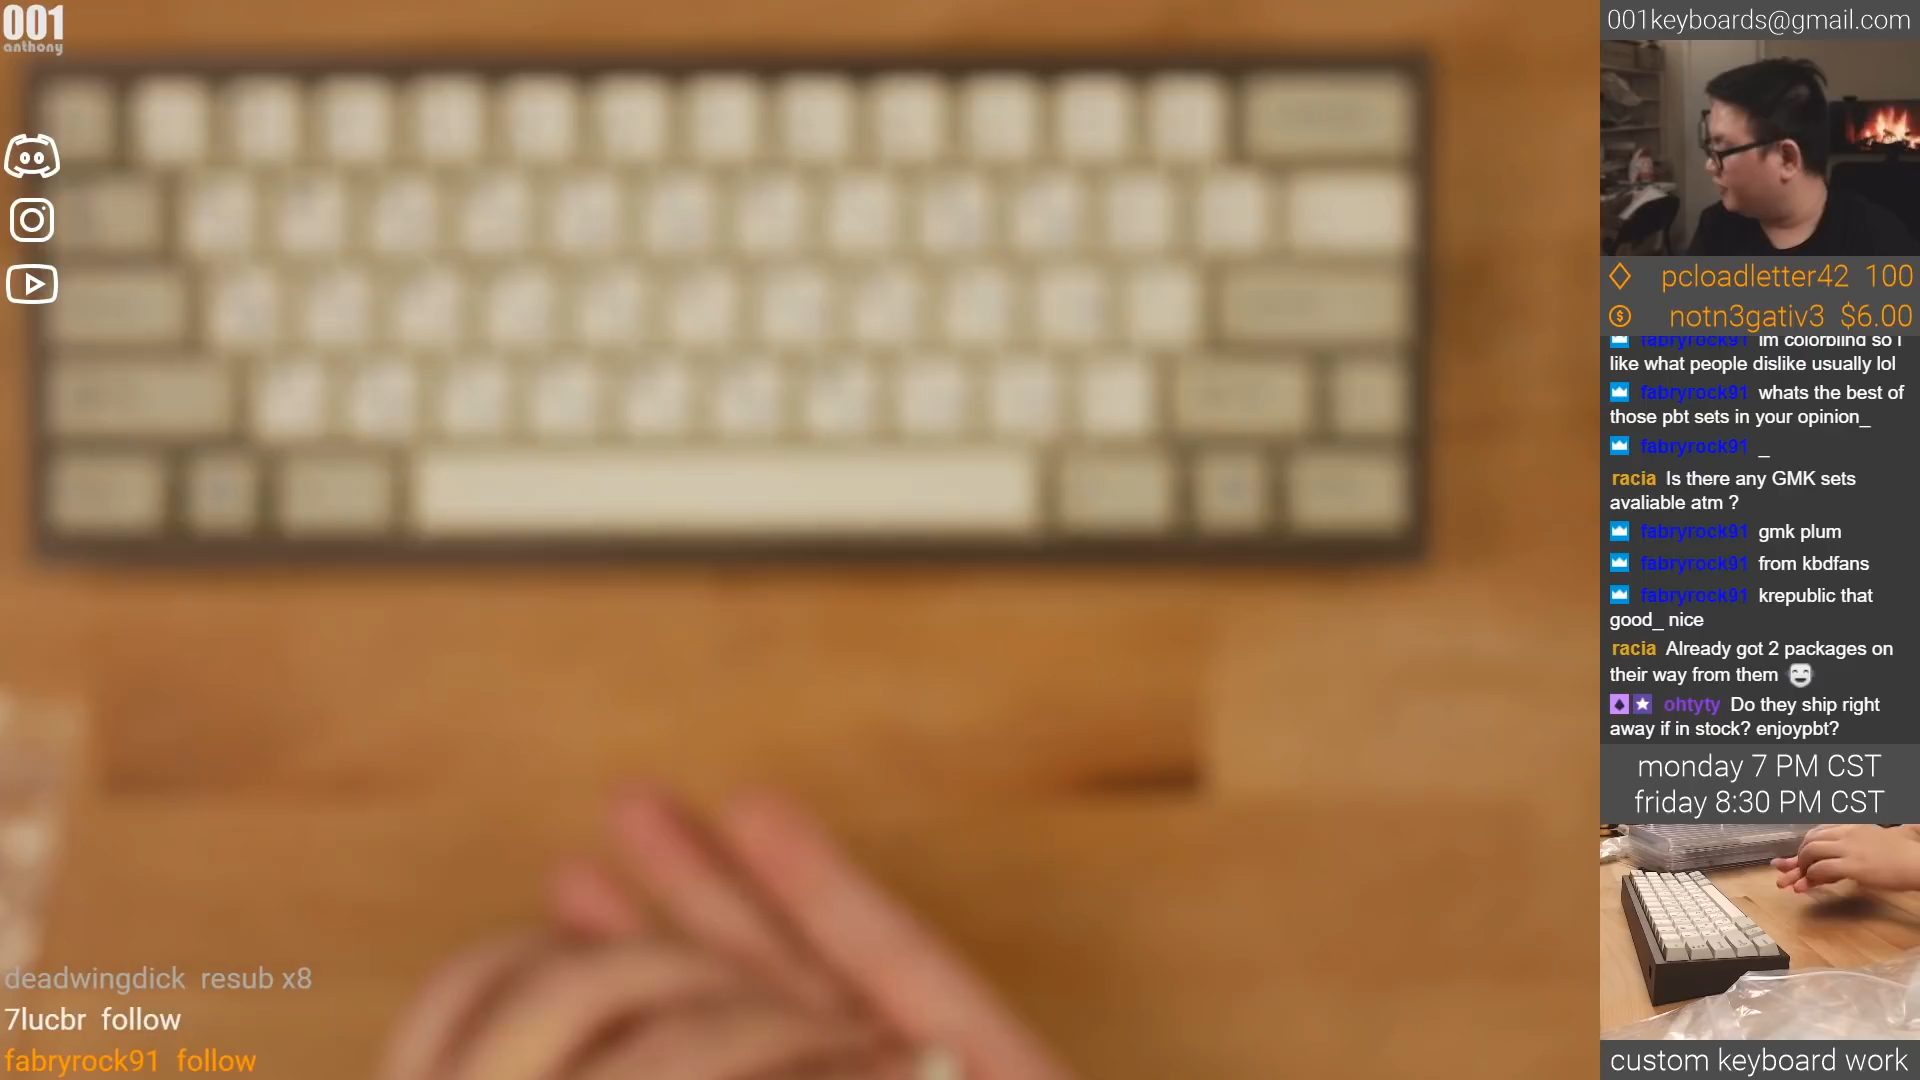 001
anthony
001keyboards@gmail.com
pcloadletter42 100
notn3gativ3 $6.00
fabryrock91 im colorblind so i
like what people dislike usually lol
fabryrock91 whats the best of
those pbt sets in your opinion_
fabryrock91 _
racia Is there any GMK sets
avaliable atm ?
fabryrock91 gmk plum
fabryrock91 from kbdfans
fabryrock91 krepublic that
good_ nice
racia Already got 2 packages on
their way from them
ohtyty Do they ship right
away if in stock? enjoypbt?
monday 7 PM CST
friday 8:30 PM CST
custom keyboard work
deadwingdick resub x8
7lucbr follow
fabryrock91 follow